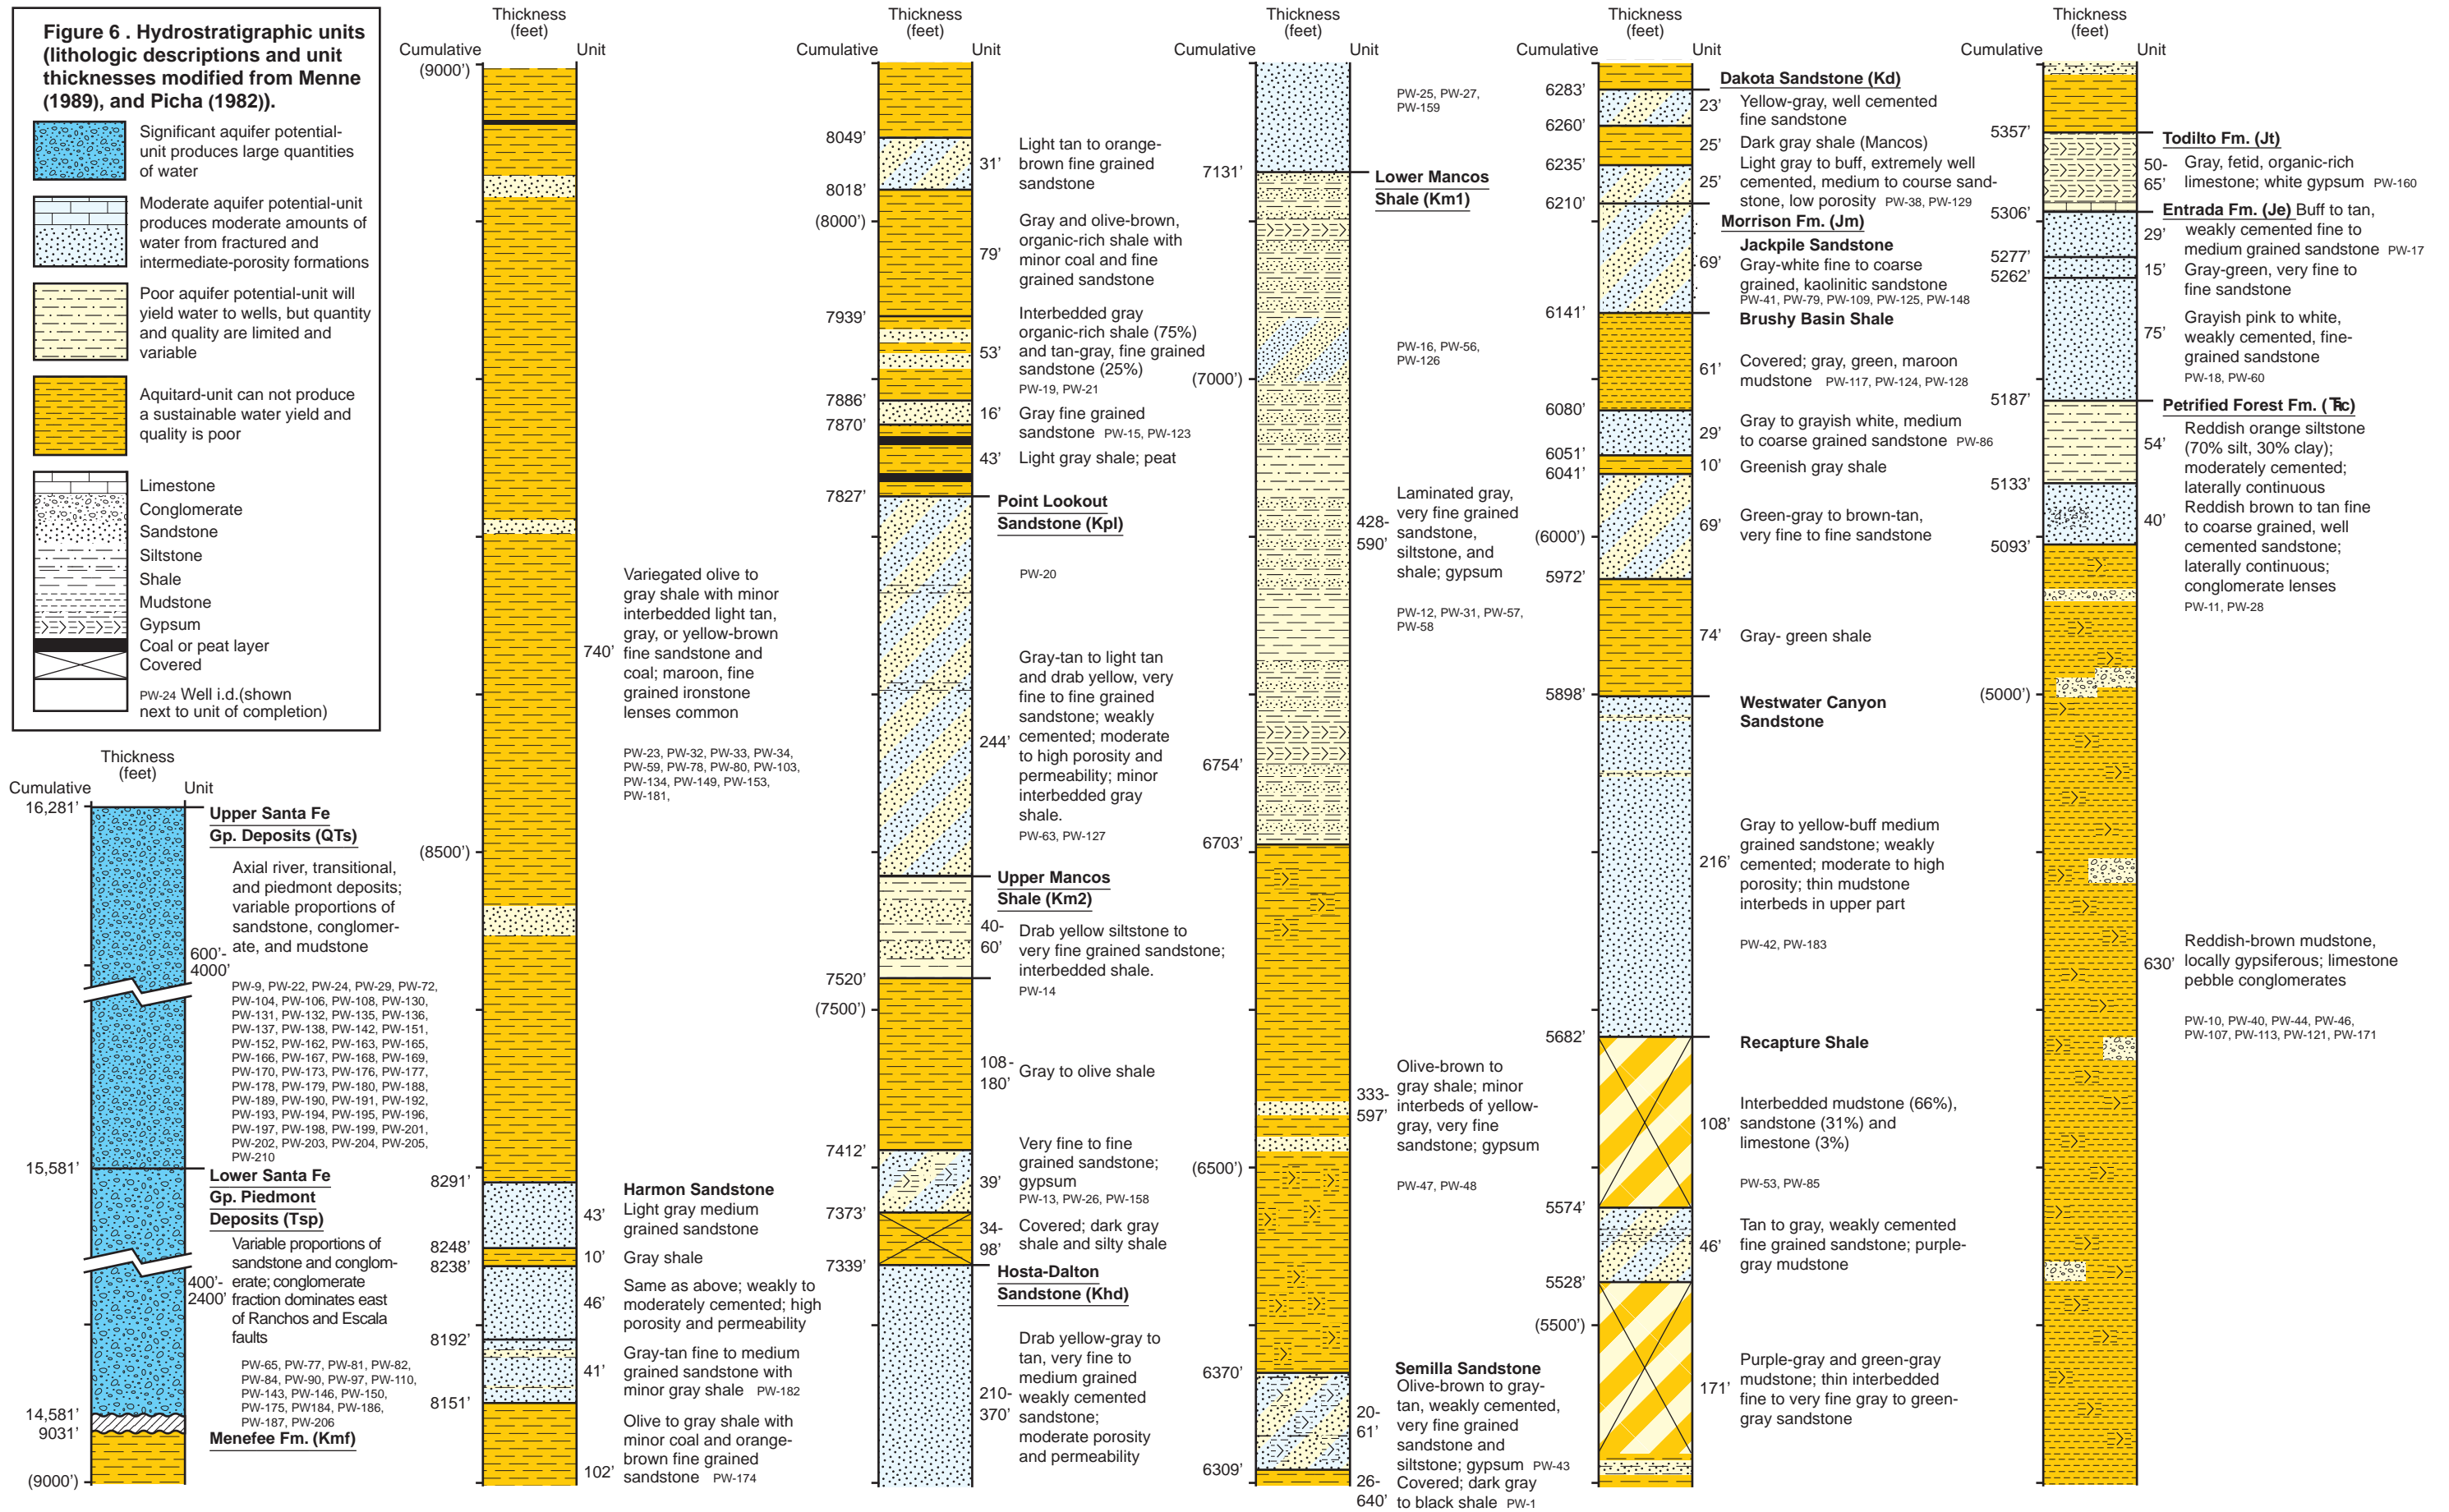 Figure 6 . Hydrostratigraphic units
(lithologic descriptions and unit
thicknesses modified from Menne
(1989), and Picha (1982)).
Significant aquifer potential-
unit produces large quantities
of water
Moderate aquifer potential-unit
produces moderate amounts of
water from fractured and
intermediate-porosity formations
Poor aquifer potential-unit will
yield water to wells, but quantity
and quality are limited and
variable
Aquitard-unit can not produce
a sustainable water yield and
quality is poor
Limestone
Conglomerate
Sandstone
Siltstone
Shale
Mudstone
Gypsum
Coal or peat layer
Covered
PW-24 Well i.d.(shown
next to unit of completion)
Thickness
(feet)
Cumulative
Unit
16,281’
Upper Santa Fe
Gp. Deposits (QTs)
Axial river, transitional,
and piedmont deposits;
variable proportions of
sandstone, conglomer-
ate, and mudstone
600’-
4000’
PW-9, PW-22, PW-24, PW-29, PW-72,
PW-104, PW-106, PW-108, PW-130,
PW-131, PW-132, PW-135, PW-136,
PW-137, PW-138, PW-142, PW-151,
PW-152, PW-162, PW-163, PW-165,
PW-166, PW-167, PW-168, PW-169,
PW-170, PW-173, PW-176, PW-177,
PW-178, PW-179, PW-180, PW-188,
PW-189, PW-190, PW-191, PW-192,
PW-193, PW-194, PW-195, PW-196,
PW-197, PW-198, PW-199, PW-201,
PW-202, PW-203, PW-204, PW-205,
PW-210
15,581’
Lower Santa Fe
Gp. Piedmont
Deposits (Tsp)
Variable proportions of
sandstone and conglom-
erate; conglomerate
fraction dominates east
of Ranchos and Escala
faults
400’-
2400’
PW-65, PW-77, PW-81, PW-82,
PW-84, PW-90, PW-97, PW-110,
PW-143, PW-146, PW-150,
PW-175, PW184, PW-186,
PW-187, PW-206
14,581’
9031’
Menefee Fm. (Kmf)
(9000’)
Thickness
(feet)
Cumulative
Unit
(9000’)
Variegated olive to
gray shale with minor
interbedded light tan,
gray, or yellow-brown
fine sandstone and
740’
coal; maroon, fine
grained ironstone
lenses common
PW-23, PW-32, PW-33, PW-34,
PW-59, PW-78, PW-80, PW-103,
PW-134, PW-149, PW-153,
PW-181,
(8500’)
8291’
Harmon Sandstone
Light gray medium
grained sandstone
43’
8248’
10’
Gray shale
8238’
Same as above; weakly to
moderately cemented; high
porosity and permeability
46’
8192’
Gray-tan fine to medium
grained sandstone with
minor gray shale PW-182
41’
8151’
Olive to gray shale with
minor coal and orange-
brown fine grained
sandstone PW-174
102’
Thickness
(feet)
Cumulative
Unit
8049’
Light tan to orange-
brown fine grained
sandstone
31’
8018’
(8000’)
Gray and olive-brown,
organic-rich shale with
minor coal and fine
grained sandstone
79’
7939’
Interbedded gray
organic-rich shale (75%)
and tan-gray, fine grained
sandstone (25%)
PW-19, PW-21
53’
7886’
16’
Gray fine grained
sandstone PW-15, PW-123
7870’
43’
Light gray shale; peat
7827’
Point Lookout
Sandstone (Kpl)
PW-20
Gray-tan to light tan
and drab yellow, very
fine to fine grained
sandstone; weakly
cemented; moderate
to high porosity and
permeability; minor
interbedded gray
shale.
244’
PW-63, PW-127
Upper Mancos
Shale (Km2)
40-
60’
Drab yellow siltstone to
very fine grained sandstone;
interbedded shale.
PW-14
7520’
(7500’)
108-
180’
Gray to olive shale
7412’
Very fine to fine
grained sandstone;
gypsum
PW-13, PW-26, PW-158
39’
7373’
34-
98’
Covered; dark gray
shale and silty shale
7339’
Hosta-Dalton
Sandstone (Khd)
Drab yellow-gray to
tan, very fine to
medium grained
weakly cemented
sandstone;
moderate porosity
and permeability
210-
370’
Thickness
(feet)
Cumulative
Unit
PW-25, PW-27,
PW-159
7131’
Lower Mancos
Shale (Km1)
PW-16, PW-56,
PW-126
(7000’)
Laminated gray,
very fine grained
sandstone,
siltstone, and
shale; gypsum
428-
590’
PW-12, PW-31, PW-57,
PW-58
6754’
6703’
Olive-brown to
gray shale; minor
interbeds of yellow-
gray, very fine
sandstone; gypsum
333-
597’
(6500’)
PW-47, PW-48
6370’
Semilla Sandstone
Olive-brown to gray-
tan, weakly cemented,
very fine grained
sandstone and
siltstone; gypsum PW-43
20-
61’
6309’
26-
640’
Covered; dark gray
to black shale PW-1
Thickness
(feet)
Cumulative
Unit
Dakota Sandstone (Kd)
6283’
23’
Yellow-gray, well cemented
fine sandstone
6260’
25’
Dark gray shale (Mancos)
6235’
Light gray to buff, extremely well
cemented, medium to course sand-
stone, low porosity PW-38, PW-129
25’
6210’
Morrison Fm. (Jm)
Jackpile Sandstone
Gray-white fine to coarse
grained, kaolinitic sandstone
PW-41, PW-79, PW-109, PW-125, PW-148
69’
6141’
Brushy Basin Shale
61’
Covered; gray, green, maroon
mudstone PW-117, PW-124, PW-128
6080’
29’
Gray to grayish white, medium
to coarse grained sandstone PW-86
6051’
10’
Greenish gray shale
6041’
69’
Green-gray to brown-tan,
very fine to fine sandstone
(6000’)
5972’
74’
Gray- green shale
5898’
Westwater Canyon
Sandstone
Gray to yellow-buff medium
grained sandstone; weakly
cemented; moderate to high
porosity; thin mudstone
interbeds in upper part
216’
PW-42, PW-183
5682’
Recapture Shale
Interbedded mudstone (66%),
sandstone (31%) and
limestone (3%)
108’
PW-53, PW-85
5574’
Tan to gray, weakly cemented
fine grained sandstone; purple-
gray mudstone
46’
5528’
(5500’)
Purple-gray and green-gray
mudstone; thin interbedded
fine to very fine gray to green-
gray sandstone
171’
Thickness
(feet)
Cumulative
Unit
5357’
Todilto Fm. (Jt)
50-
65’
Gray, fetid, organic-rich
limestone; white gypsum PW-160
5306’
Entrada Fm. (Je) Buff to tan,
weakly cemented fine to
medium grained sandstone PW-17
29’
5277’
15’
Gray-green, very fine to
fine sandstone
5262’
Grayish pink to white,
weakly cemented, fine-
grained sandstone
75’
PW-18, PW-60
5187’
Petrified Forest Fm. (TRc)
Reddish orange siltstone
(70% silt, 30% clay);
moderately cemented;
laterally continuous
54’
5133’
Reddish brown to tan fine
to coarse grained, well
cemented sandstone;
laterally continuous;
conglomerate lenses
40’
5093’
PW-11, PW-28
(5000’)
Reddish-brown mudstone,
locally gypsiferous; limestone
pebble conglomerates
630’
PW-10, PW-40, PW-44, PW-46,
PW-107, PW-113, PW-121, PW-171